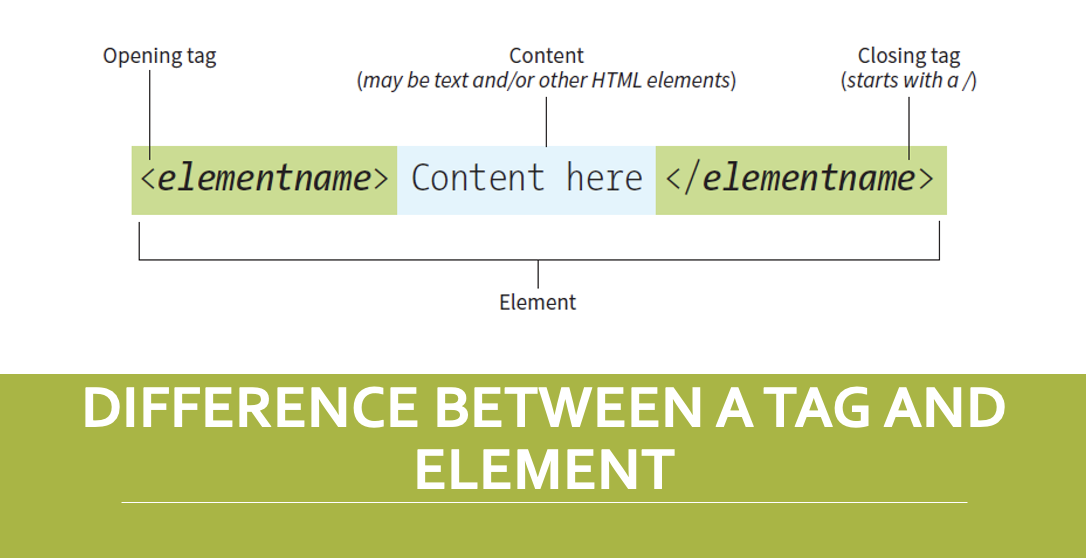 Opening tag
Content
(may be text and/or other HTML elements)
Closing tag
(starts with a /)
<elementname> Content here </elementname>
Element
DIFFERENCE BETWEEN A TAG AND
ELEMENT